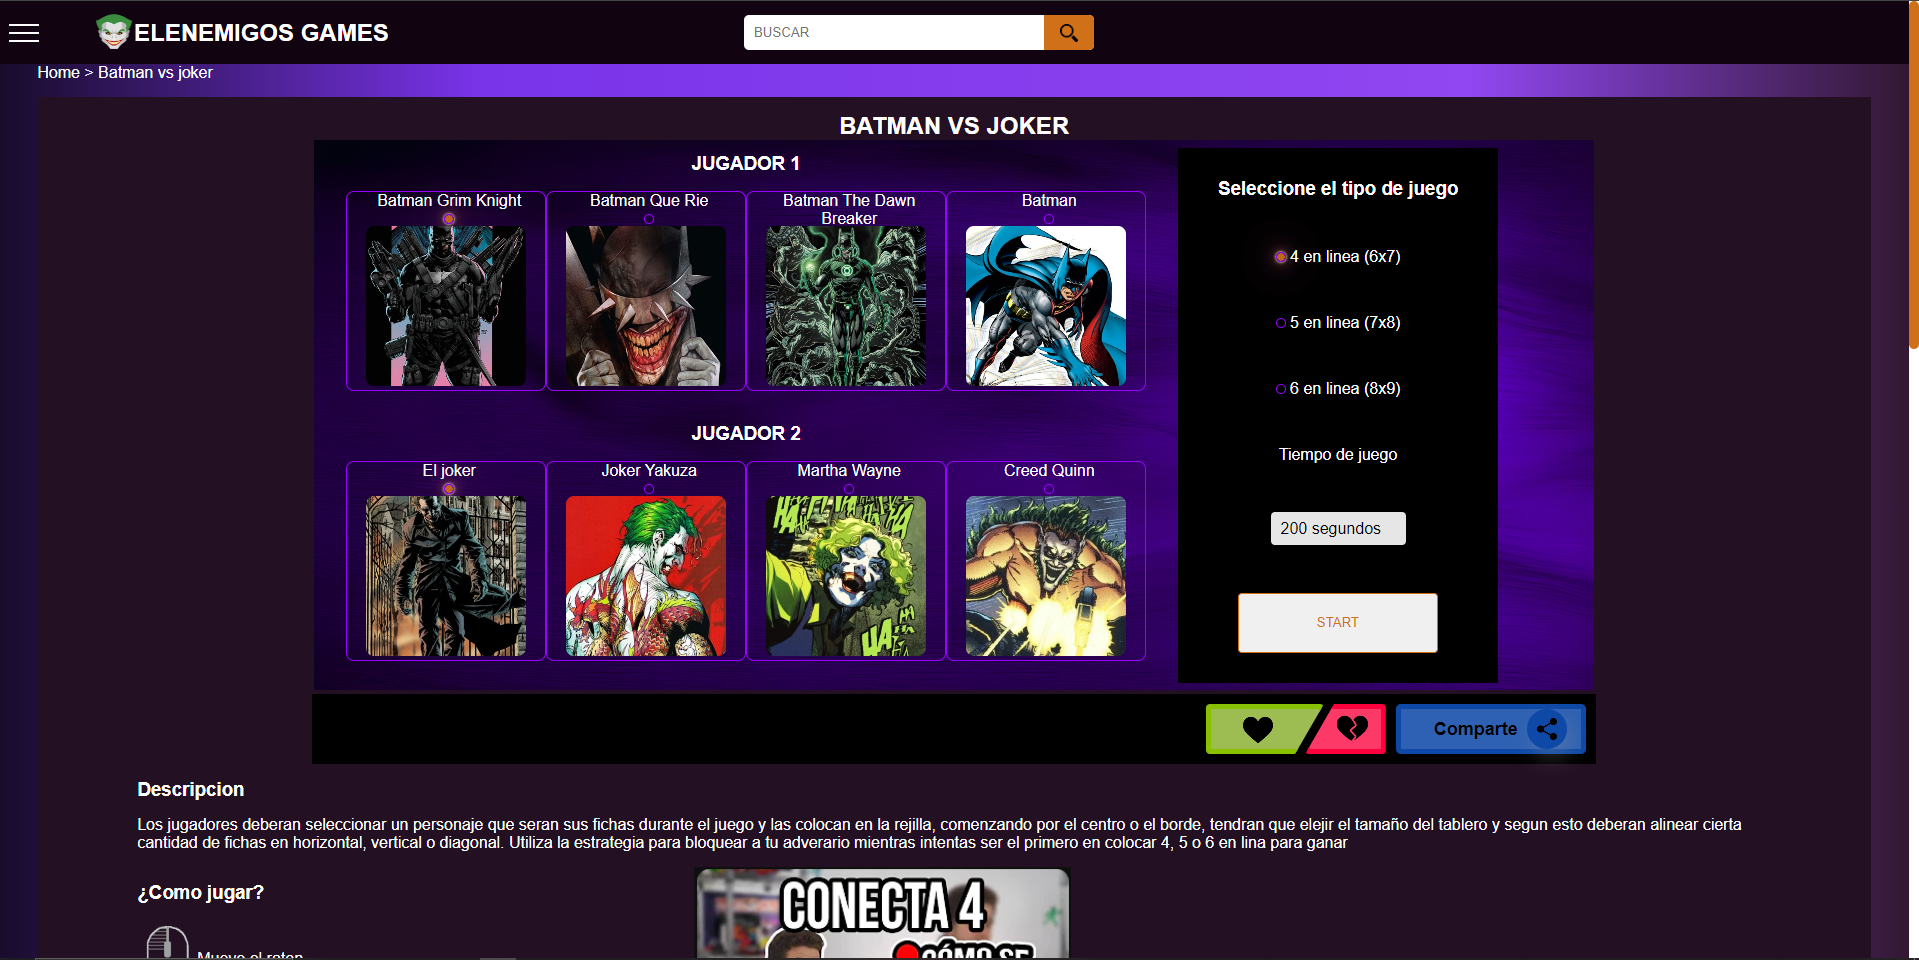 ELENEMIGOS GAMES
BUSCAR
Home > Batman vs joker
BATMAN VS JOKER
JUGADOR 1
Batman Grim Knight
Batman Que Rie
Batman The Dawn
Breaker
Batman
JUGADOR 2
El joker
Joker Yakuza
Martha Wayne
Creed Quinn
Seleccione el tipo de juego
4 en linea (6x7)
5 en linea (7x8)
6 en linea (8x9)
Tiempo de juego
200 segundos
START
Comparte
Descripcion
Los jugadores deberan seleccionar un personaje que seran sus fichas durante el juego y las colocan en la rejilla, comenzando por el centro o el borde, tendran que elejir el tamaño del tablero y segun esto deberan alinear cierta
cantidad de fichas en horizontal, vertical o diagonal. Utiliza la estrategia para bloquear a tu adverario mientras intentas ser el primero en colocar 4, 5 o 6 en lina para ganar
¿Como jugar?
Mueve el raton
CONECTA 4
CÓMO SE